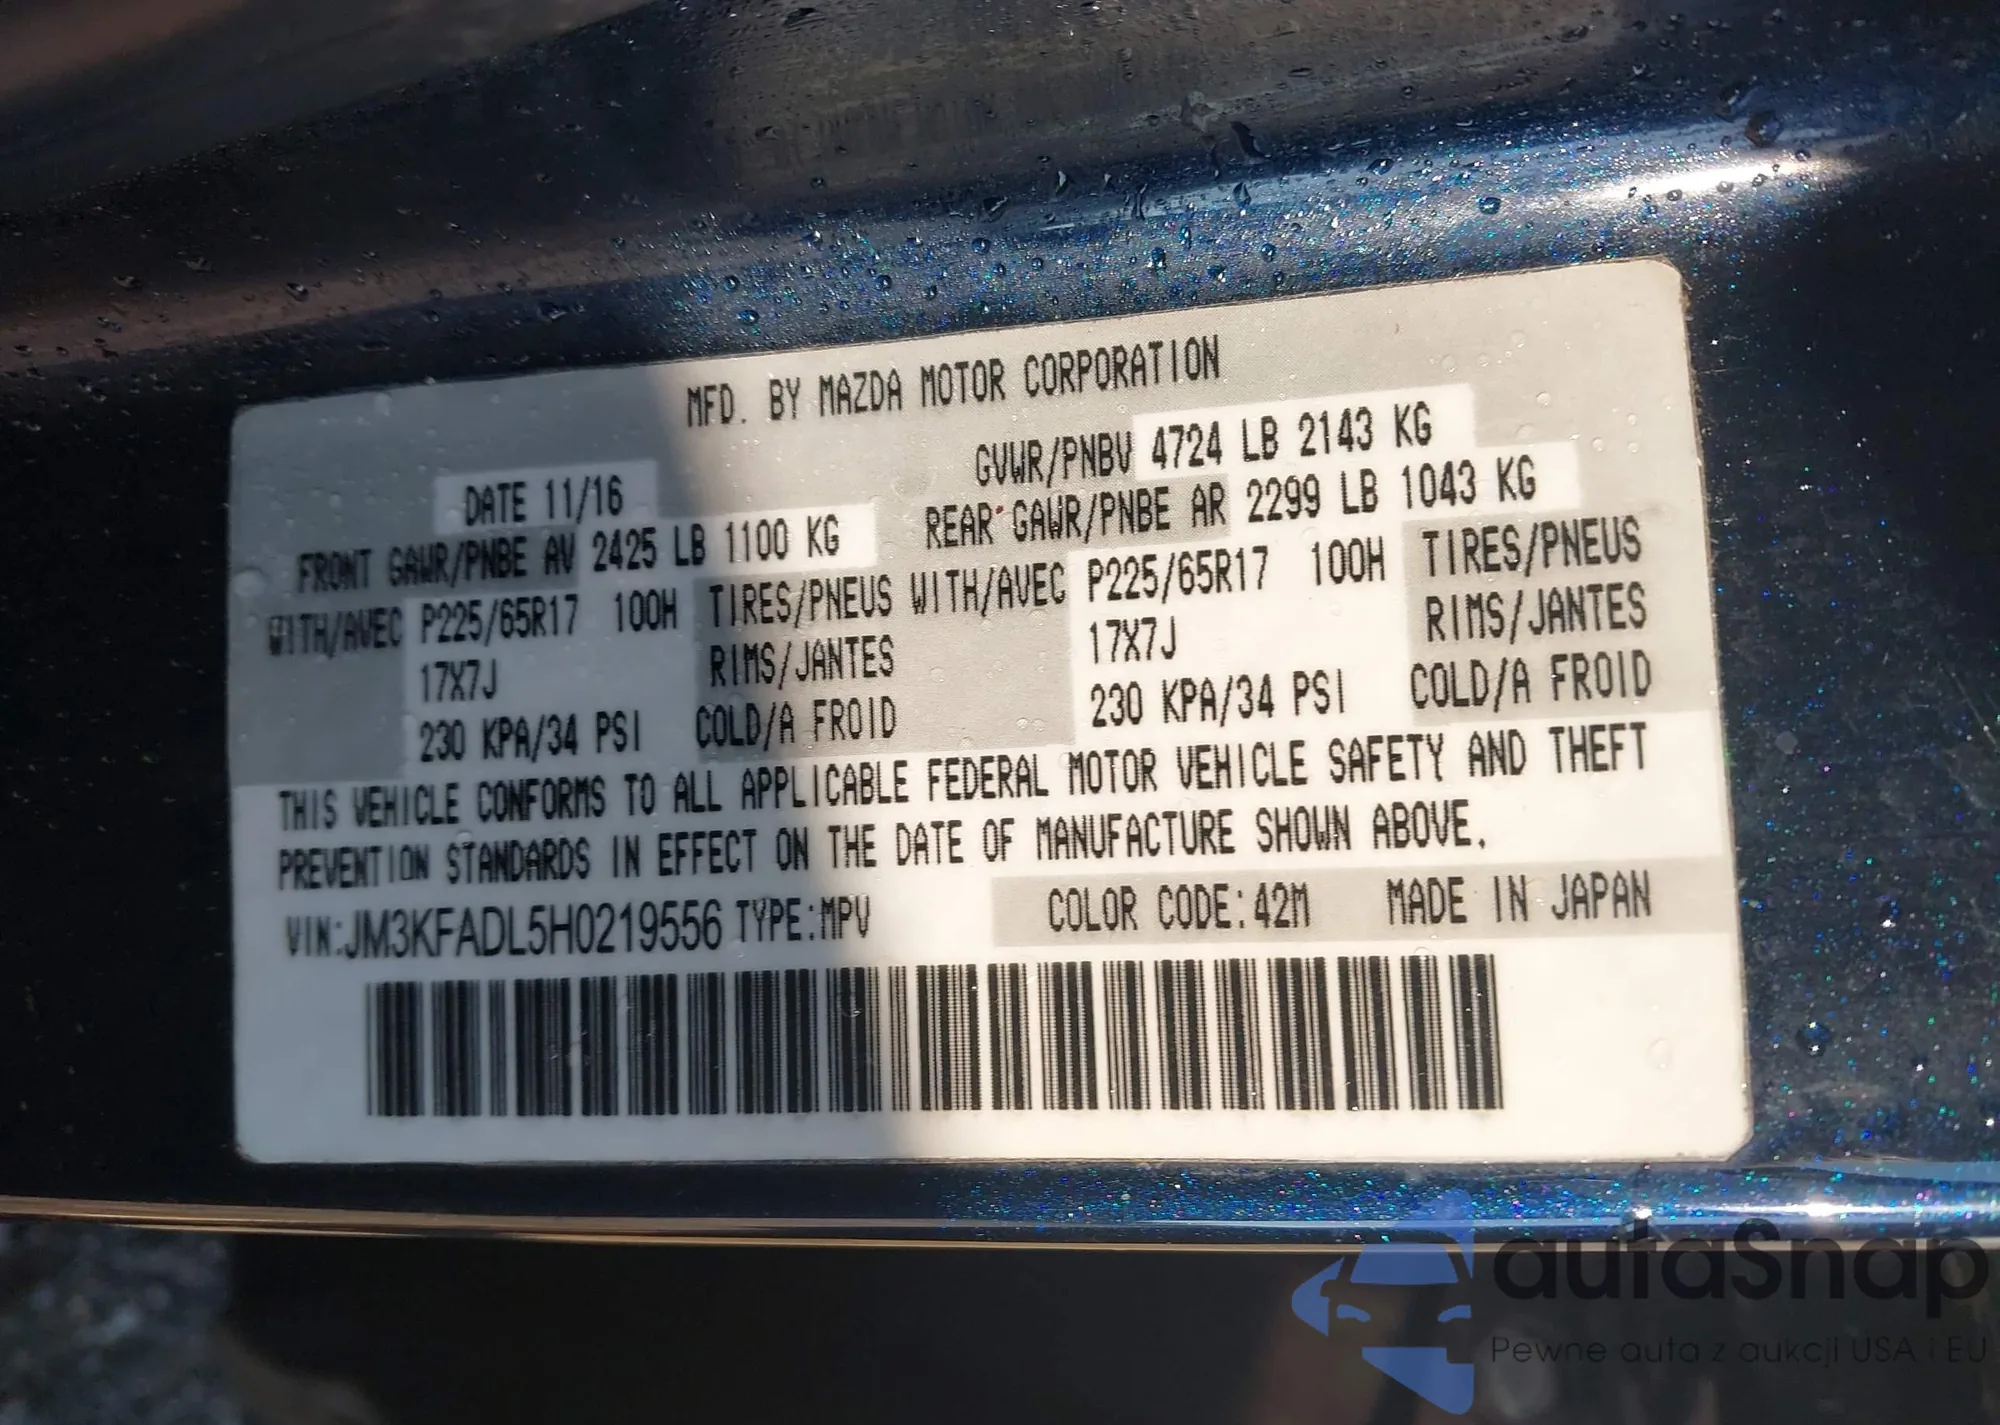 MFD. BY MAZDA MOTOR CORPORATION
DATE 11/16 GVWR/PNBV 4724 LB 2143 KG
FRONT GAWR/PNBE AV 2425 LB 1100 KG REAR GAWR/PNBE AR 2299 LB 1043 KG
WITH/AVEC P225/65R17 100H TIRES/PNEUS WITH/AVEC P225/65R17 100H TIRES/PNEUS
17X7J RIMS/JANTES 17X7J RIMS/JANTES
230 KPA/34 PSI COLD/A FROID 230 KPA/34 PSI COLD/A FROID
THIS VEHICLE CONFORMS TO ALL APPLICABLE FEDERAL MOTOR VEHICLE SAFETY AND THEFT
PREVENTION STANDARDS IN EFFECT ON THE DATE OF MANUFACTURE SHOWN ABOVE.
VIN:JM3KFADL5H0219556 TYPE:MPV COLOR CODE:42M MADE IN JAPAN
autaSnap
Pewne auta z aukcji USA i EU